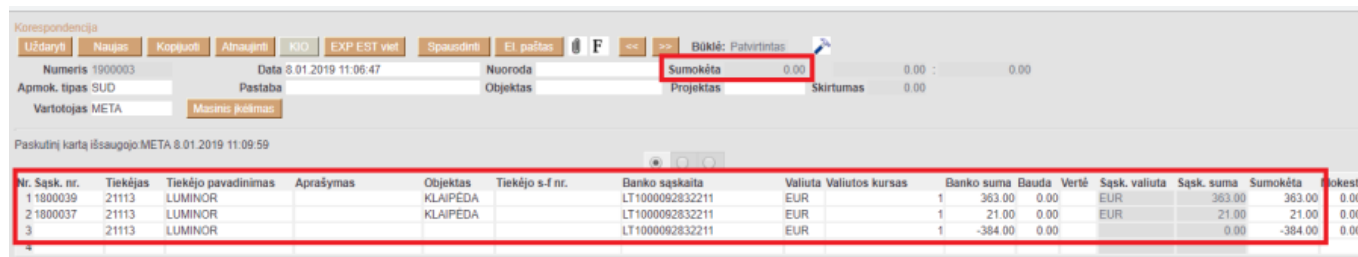 Korespondencija
Uždaryti Naujas Kopijuoti Atnaujinti KIO EXP EST viet Spausdinti El. paštas F << >> Būklė: Patvirtintas
Numeris 1900003 Data 8.01.2019 11:06:47 Nuoroda Sumokėta 0.00 0.00 : 0.00
Apmok. tipas SUD Pastaba Objektas Projektas Skirtumas 0.00
Vartotojas META Masinis įkėlimas
Paskutinį kartą išsaugojo:META 8.01.2019 11:09:59
Nr. Sąsk. nr. Tiekėjas Tiekėjo pavadinimas Aprašymas Objektas Tiekėjo s-f nr. Banko sąskaita Valiuta Valiutos kursas Banko suma Bauda Vertė Sąsk. valiuta Sąsk. suma Sumokėta Mokest
1 1800039 21113 LUMINOR KLAIPĖDA LT1000092832211 EUR 1 363.00 0.00 EUR 363.00 363.00 0.00
2 1800037 21113 LUMINOR KLAIPĖDA LT1000092832211 EUR 1 21.00 0.00 EUR 21.00 21.00 0.00
3 21113 LUMINOR LT1000092832211 EUR 1 -384.00 0.00 0.00 -384.00 0.00
4